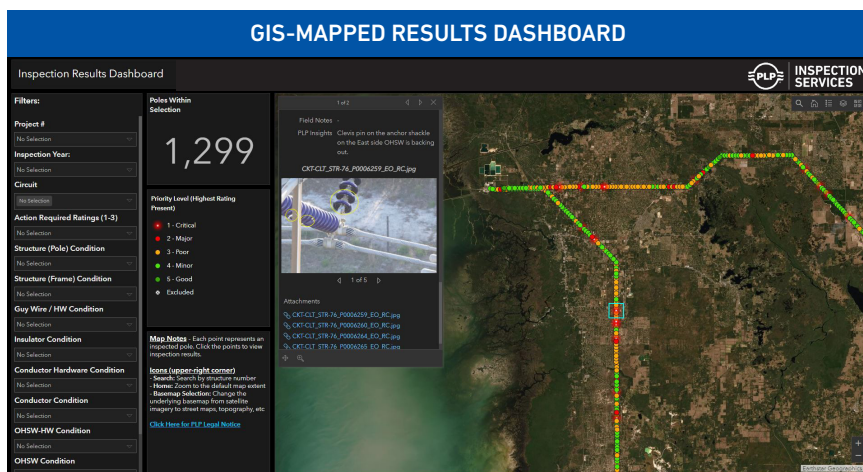 GIS-MAPPED RESULTS DASHBOARD
Inspection Results Dashboard
PLP
INSPECTION
SERVICES
Filters:
Project #
No Selection
Inspection Year:
No Selection
Circuit
No Selection
Action Required Ratings (1-3)
No Selection
Structure (Pole) Condition
No Selection
Structure (Frame) Condition
No Selection
Guy Wire / HW Condition
No Selection
Insulator Condition
No Selection
Conductor Hardware Condition
No Selection
Conductor Condition
No Selection
OHSW-HW Condition
No Selection
OHSW Condition
Poles Within
Selection
1,299
Priority Level (Highest Rating
Present)
1 - Critical
2 - Major
3 - Poor
4 - Minor
5 - Good
Excluded
Map Notes - Each point represents an
inspected pole. Click the points to view
inspection results.
Icons (upper-right corner)
- Search: Search by structure number
- Home: Zoom to the default map extent
- Basemap Selection: Change the
underlying basemap from satellite
imagery to street maps, topography, etc
Click Here for PLP Legal Notice
1 of 2
Field Notes -
PLP Insights Clevis pin on the anchor shackle
on the East side OHSW is backing
out.
CKT-CLT_STR-76_P0006259_EO_RC.jpg
1 of 5
Attachments
CKT-CLT_STR-76_P0006259_EO_RC.jpg
CKT-CLT_STR-76_P0006260_EO_RC.jpg
CKT-CLT_STR-76_P0006264_EO_RC.jpg
CKT-CLT_STR-76_P0006265_EO_RC.jpg
Earthstar Geographics